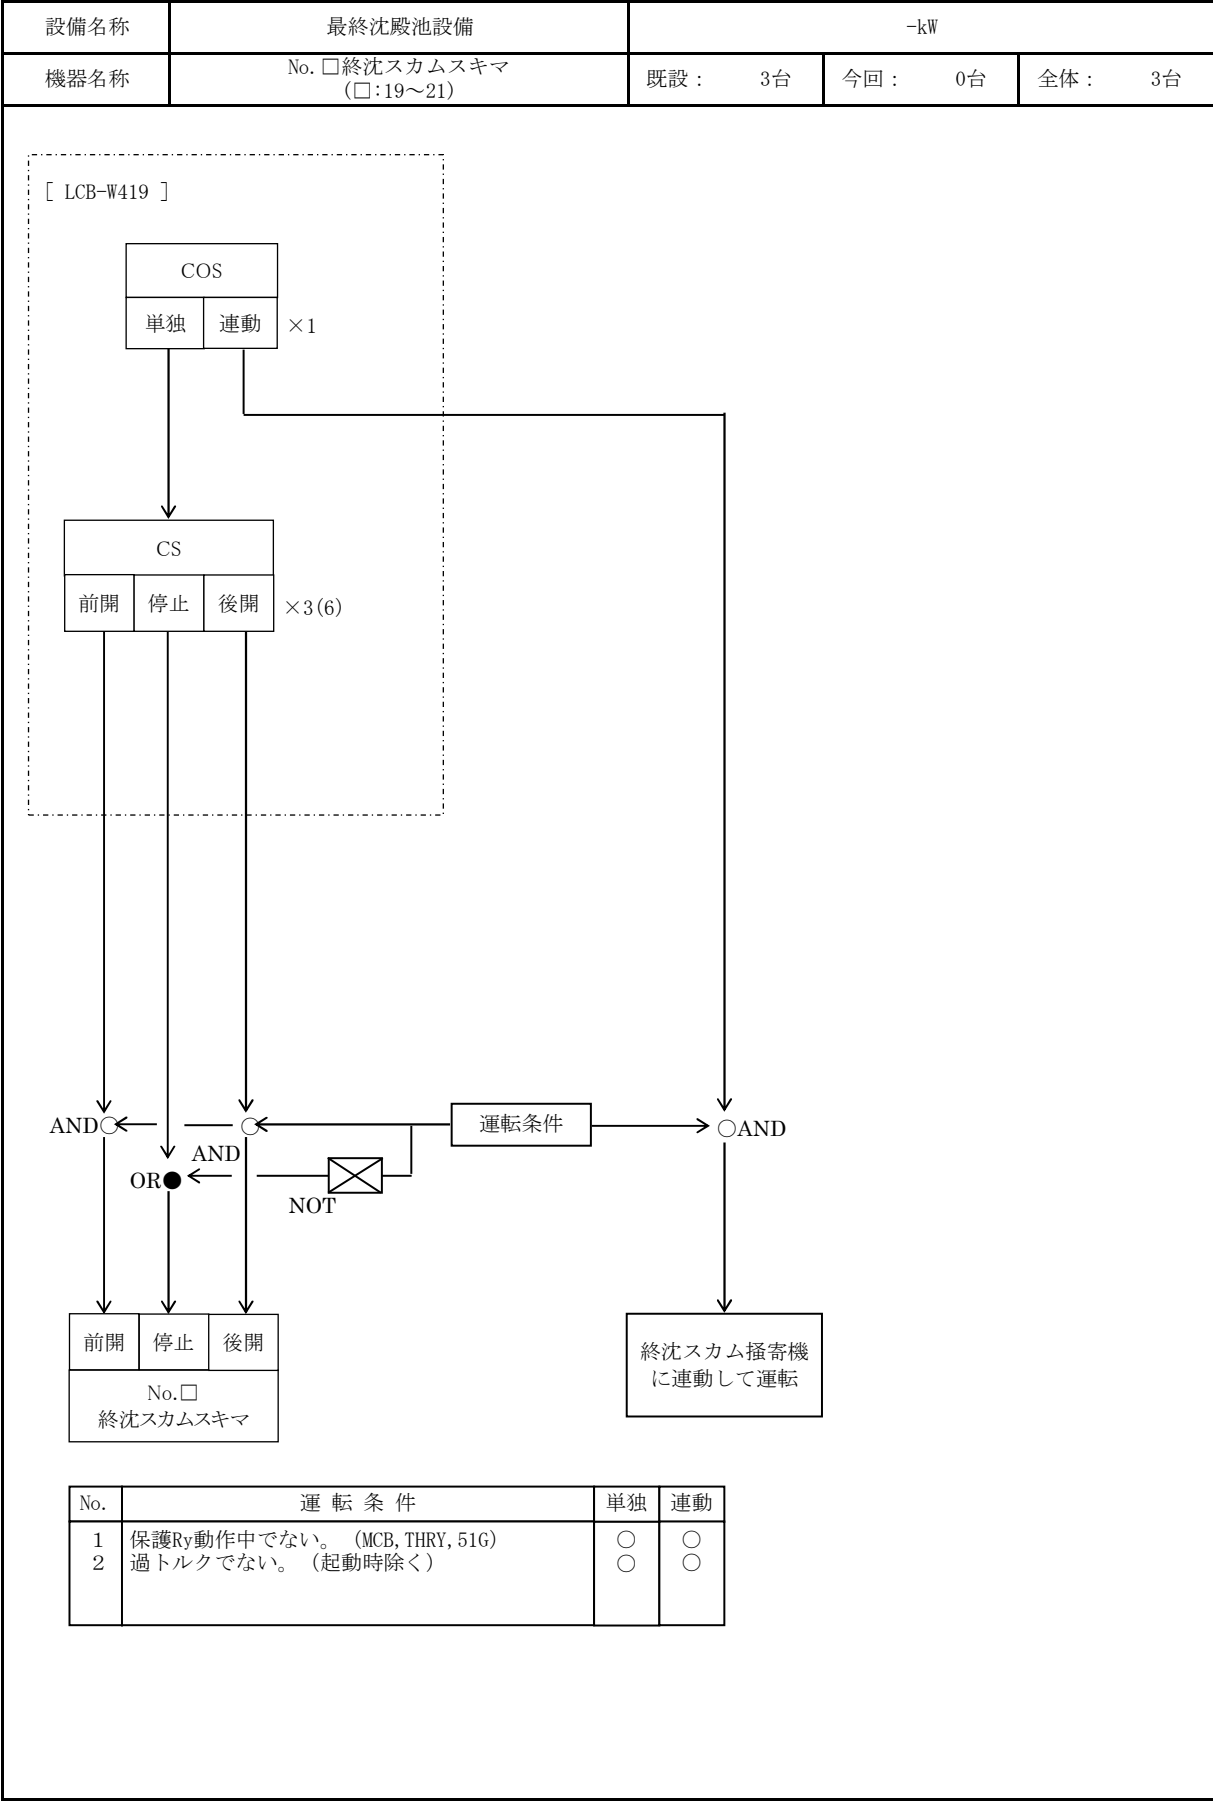 設備名称 最終沈殿池設備 -kW
機器名称 No.□終沈スカムスキマ
(□:19～21) 既設： 3台 今回： 0台 全体： 3台
[ LCB-W419 ]
COS
単独 連動 ×1
CS
前開 停止 後開 ×3(6)
AND 運転条件 AND
AND
OR
NOT
前開 停止 後開
No.□
終沈スカムスキマ
終沈スカム掻寄機
に連動して運転
No. 運 転 条 件 単独 連動
1 保護Ry動作中でない。（MCB,THRY,51G） ○ ○
2 過トルクでない。（起動時除く） ○ ○